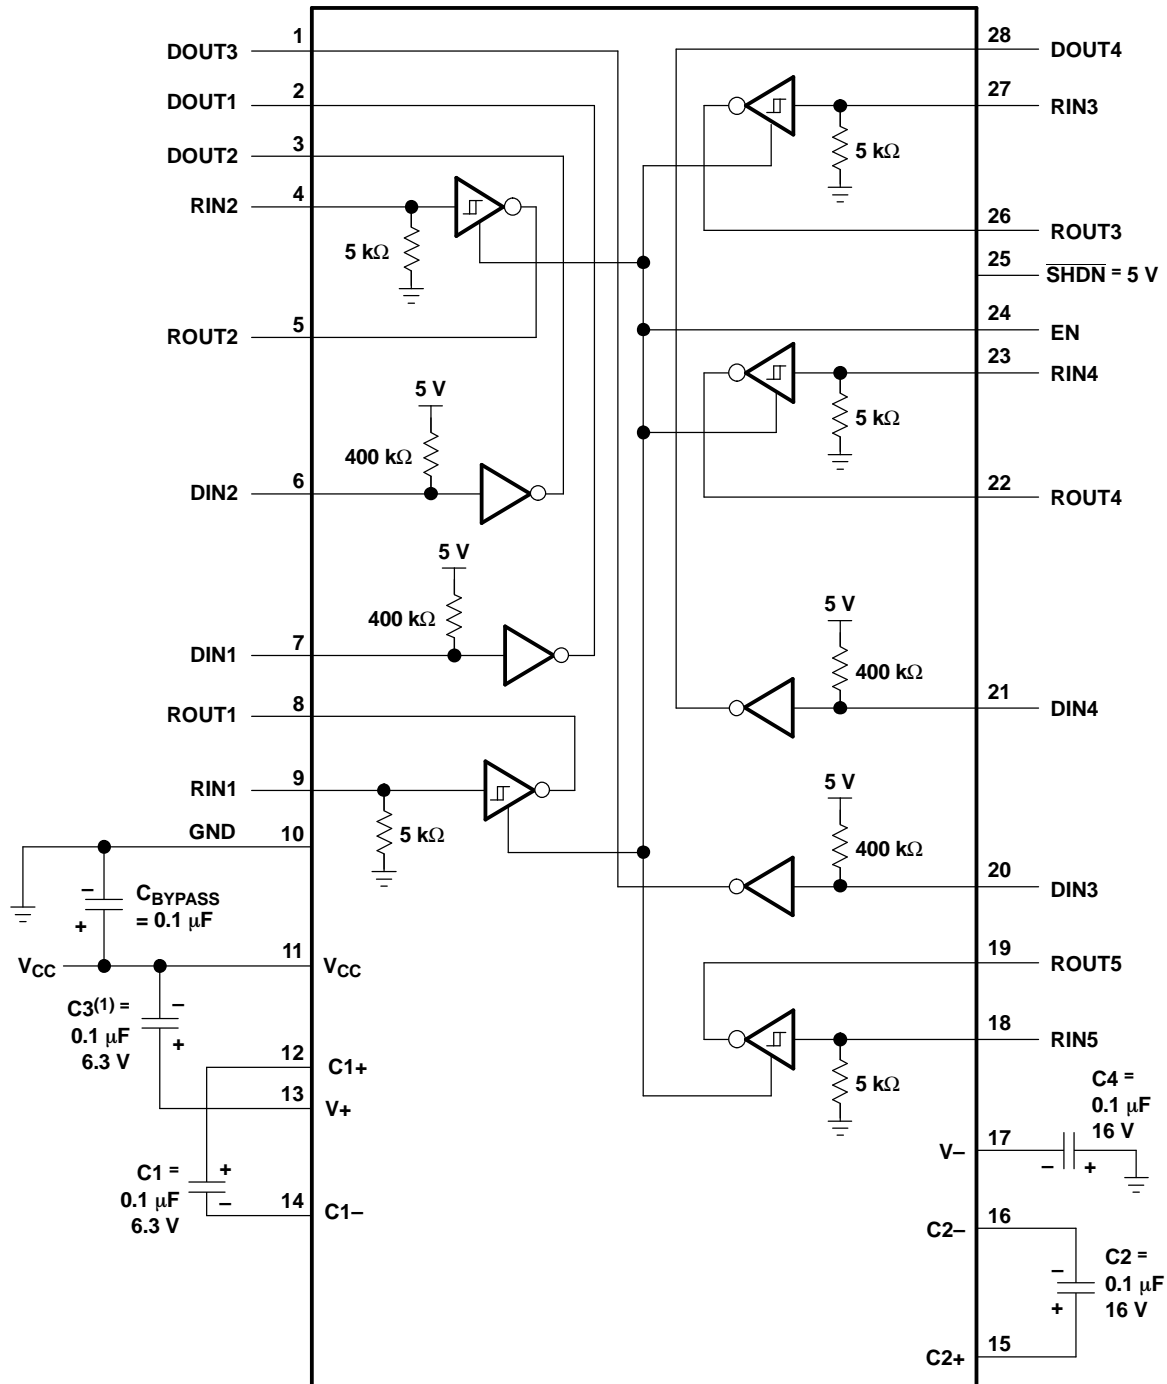 1
DOUT3
2
DOUT1
3
DOUT2
4
RIN2
5 kΩ
5
ROUT2
5 V
400 kΩ
6
DIN2
5 V
400 kΩ
7
DIN1
8
ROUT1
9
RIN1
5 kΩ
GND
10
–
CBYPASS
= 0.1 μF
+
11
VCC
VCC
C3(1) =
0.1 μF
6.3 V
–
+
12
C1+
13
V+
C1 =
0.1 μF
6.3 V
+
–
14
C1–
28
DOUT4
27
RIN3
5 kΩ
26
ROUT3
25
SHDN = 5 V
24
EN
23
RIN4
5 kΩ
22
ROUT4
5 V
400 kΩ
21
DIN4
5 V
400 kΩ
20
DIN3
19
ROUT5
18
RIN5
5 kΩ
C4 =
0.1 μF
16 V
17
V–
–
+
16
C2–
–
+
C2 =
0.1 μF
16 V
15
C2+